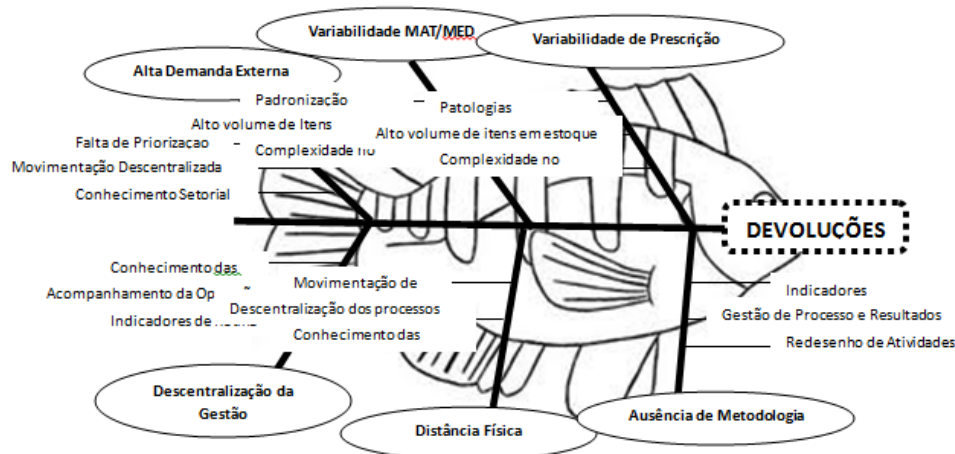 Variabilidade MAT/MED
Variabilidade de Prescrição
Alta Demanda Externa
Padronização
Alto volume de Itens
Complexidade no
Patologias
Alto volume de itens em estoque
Complexidade no
Falta de Priorizacao
Movimentação Descentralizada
Conhecimento Setorial
DEVOLUÇÕES
Conhecimento das
Acompanhamento da Op
Indicadores de
Movimentação de
Descentralização dos processos
Conhecimento das
Indicadores
Gestão de Processo e Resultados
Redesenho de Atividades
Descentralização da
Gestão
Distância Física
Ausência de Metodologia